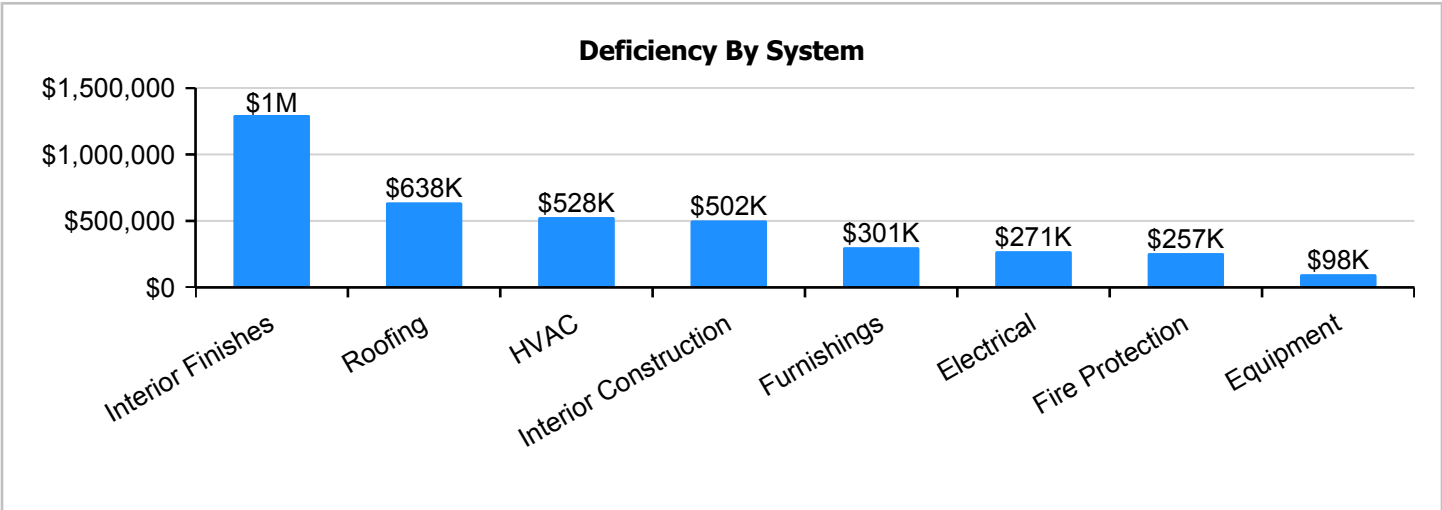 Deficiency By System
$1,500,000
$1,000,000
$500,000
$0
$1M
$638K
$528K
$502K
$301K
$271K
$257K
$98K
Interior Finishes
Roofing
HVAC
Interior Construction
Furnishings
Electrical
Fire Protection
Equipment